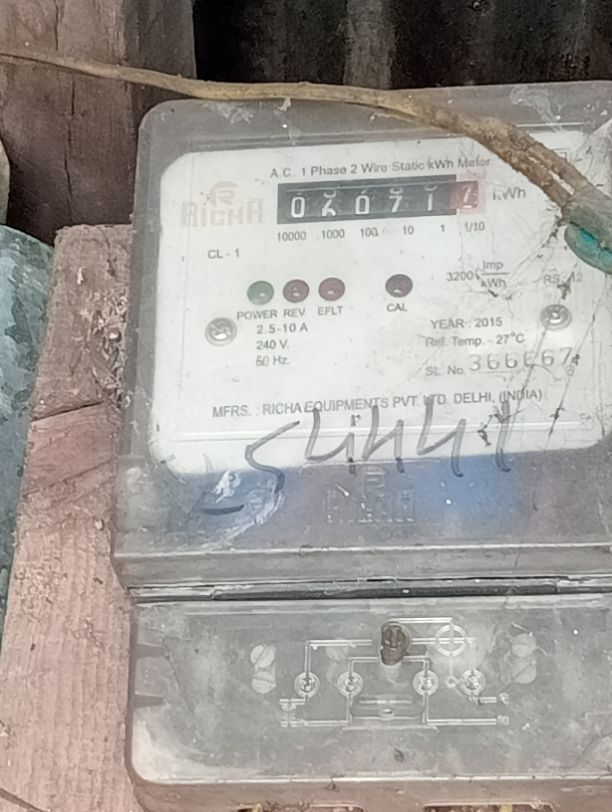 A.C. 1 Phase 2 Wire Static kWh Meter
RICHA
kWh
10000 1000 100 10 1 1/10
CL-1
3200 Imp/kWh
POWER REV. EFLT CAL
2.5-10 A
240 V.
YEAR : 2015
Ref. Temp. - 27°C
SL. No. 366667
MFRS. : RICHA EQUIPMENTS PVT. LTD. DELHI, (INDIA)
RICHA